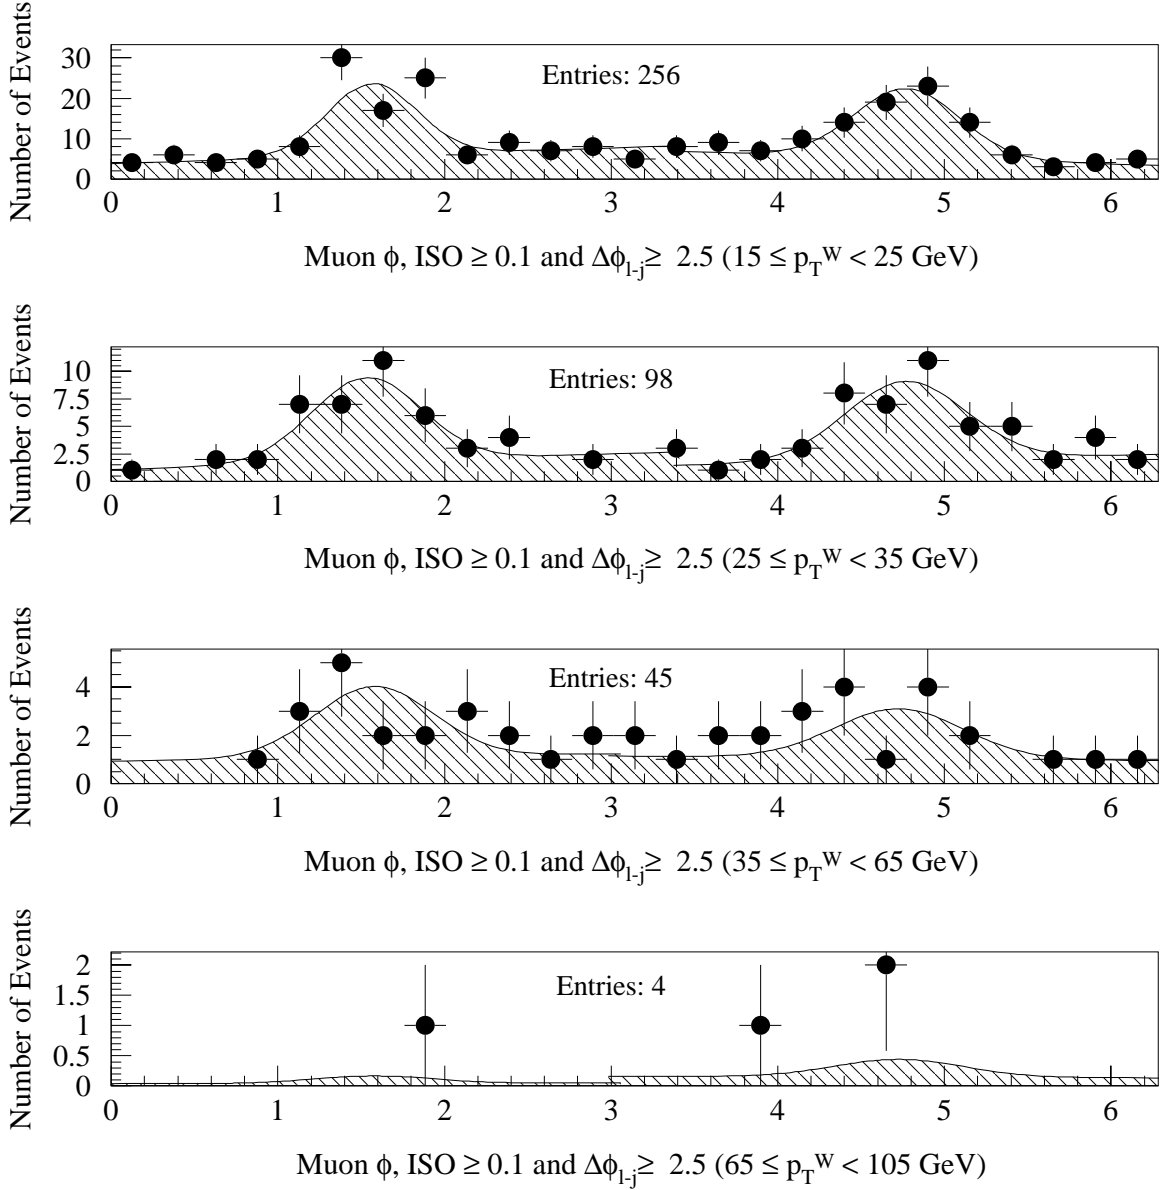 Number of Events
30
20
10
0
Entries: 256
0 1 2 3 4 5 6
Muon ϕ, ISO ≥ 0.1 and Δϕl-j ≥ 2.5 (15 ≤ pTW < 25 GeV)
Number of Events
10
7.5
5
2.5
0
Entries: 98
0 1 2 3 4 5 6
Muon ϕ, ISO ≥ 0.1 and Δϕl-j ≥ 2.5 (25 ≤ pTW < 35 GeV)
Number of Events
4
2
0
Entries: 45
0 1 2 3 4 5 6
Muon ϕ, ISO ≥ 0.1 and Δϕl-j ≥ 2.5 (35 ≤ pTW < 65 GeV)
Number of Events
2
1.5
1
0.5
0
Entries: 4
0 1 2 3 4 5 6
Muon ϕ, ISO ≥ 0.1 and Δϕl-j ≥ 2.5 (65 ≤ pTW < 105 GeV)